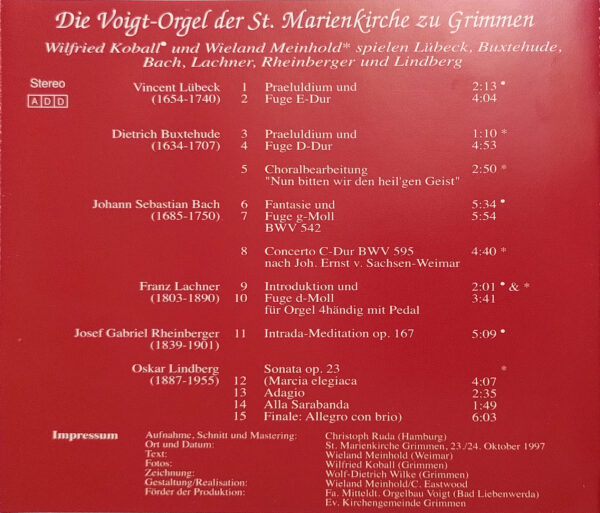 Die Voigt-Orgel der St. Marienkirche zu Grimmen
Wilfried Koball• und Wieland Meinhold* spielen Lübeck, Buxtehude,
Bach, Lachner, Rheinberger und Lindberg
Stereo
ADD
Vincent Lübeck 1 Praeluldium und 2:13 •
(1654-1740) 2 Fuge E-Dur 4:04
Dietrich Buxtehude 3 Praeluldium und 1:10 *
(1634-1707) 4 Fuge D-Dur 4:53
5 Choralbearbeitung 2:50 *
"Nun bitten wir den heil'gen Geist"
Johann Sebastian Bach 6 Fantasie und 5:34 •
(1685-1750) 7 Fuge g-Moll 5:54
BWV 542
8 Concerto C-Dur BWV 595 4:40 *
nach Joh. Ernst v. Sachsen-Weimar
Franz Lachner 9 Introduktion und 2:01 • & *
(1803-1890) 10 Fuge d-Moll 3:41
für Orgel 4händig mit Pedal
Josef Gabriel Rheinberger 11 Intrada-Meditation op. 167 5:09 •
(1839-1901)
Oskar Lindberg Sonata op. 23 *
(1887-1955) 12 (Marcia elegiaca 4:07
13 Adagio 2:35
14 Alla Sarabanda 1:49
15 Finale: Allegro con brio) 6:03
Impressum Aufnahme, Schnitt und Mastering: Christoph Ruda (Hamburg)
Ort und Datum: St. Marienkirche Grimmen, 23./24. Oktober 1997
Text: Wieland Meinhold (Weimar)
Fotos: Wilfried Koball (Grimmen)
Zeichnung: Wolf-Dietrich Wilke (Grimmen)
Gestaltung/Realisation: Wieland Meinhold/C. Eastwood
Förder der Produktion: Fa. Mitteldt. Orgelbau Voigt (Bad Liebenwerda)
Ev. Kirchengemeinde Grimmen